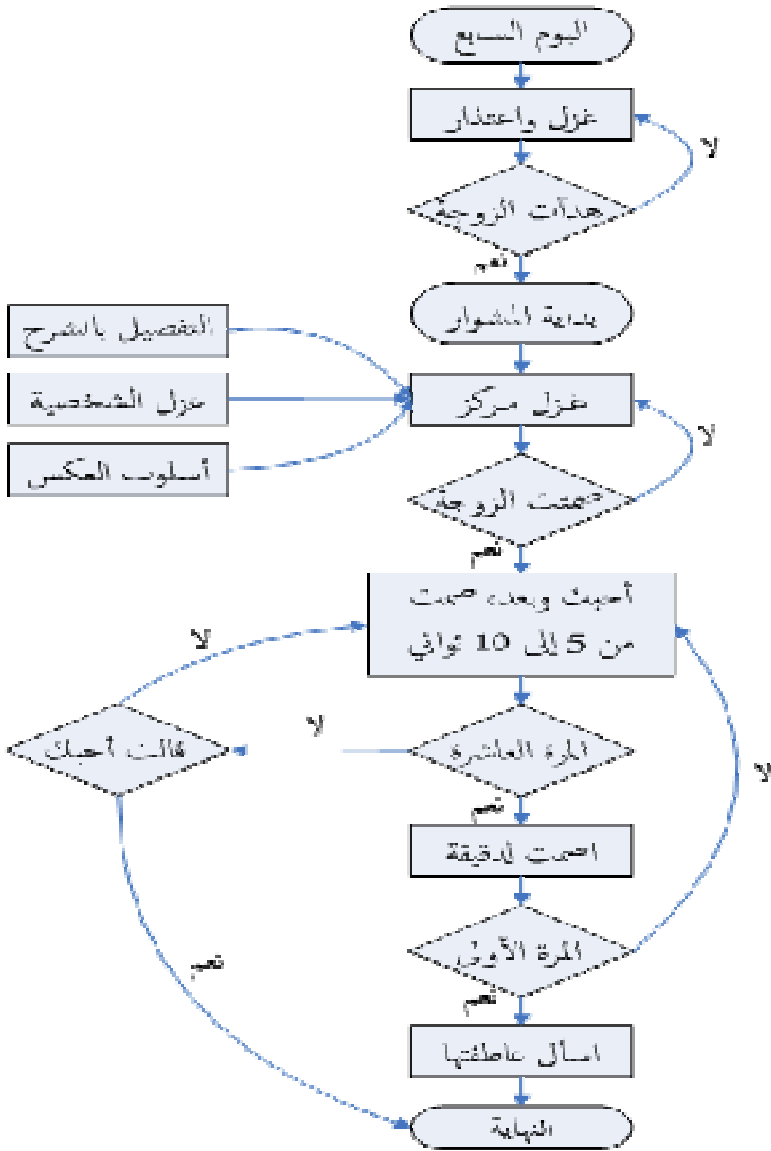 اليوم السابع
غزل واعتذار
لا
هدأت الزوجة
نعم
بداية المشوار
التفصيل بالشرح
غزل الشخصية
أسلوب العكس
غزل مركز
لا
صمتت الزوجة
نعم
أحبك وبعده صمت
من 5 إلى 10 ثواني
لا
قالت أحبك
لا
المرة العاشرة
لا
نعم
اصمت لدقيقة
المرة الأولى
نعم
نعم
اسأل عاطفتها
النهاية